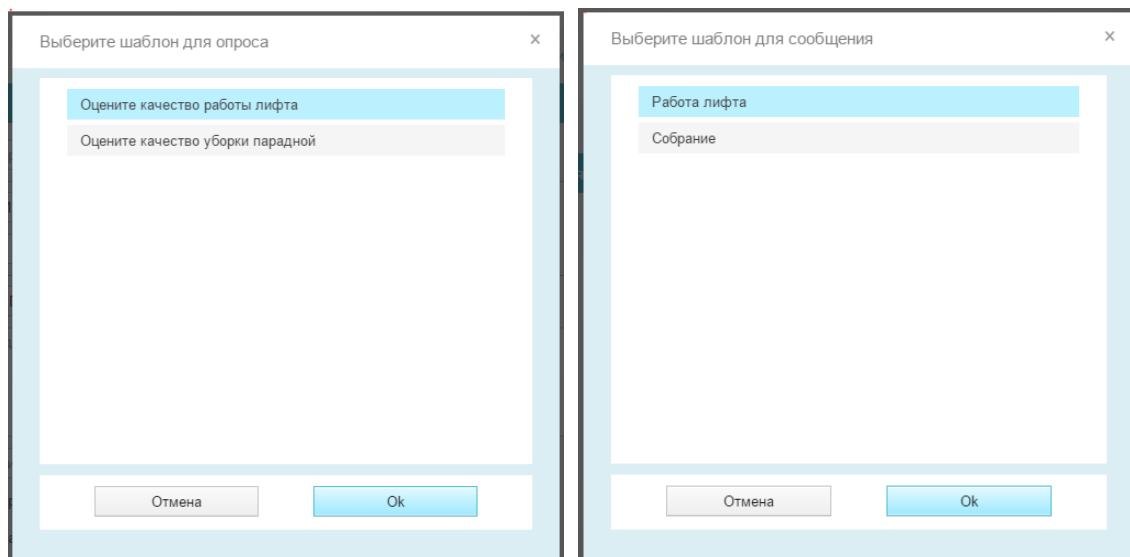 Выберите шаблон для опроса ×
Оцените качество работы лифта
Оцените качество уборки парадной
Отмена Ok
Выберите шаблон для сообщения ×
Работа лифта
Собрание
Отмена Ok